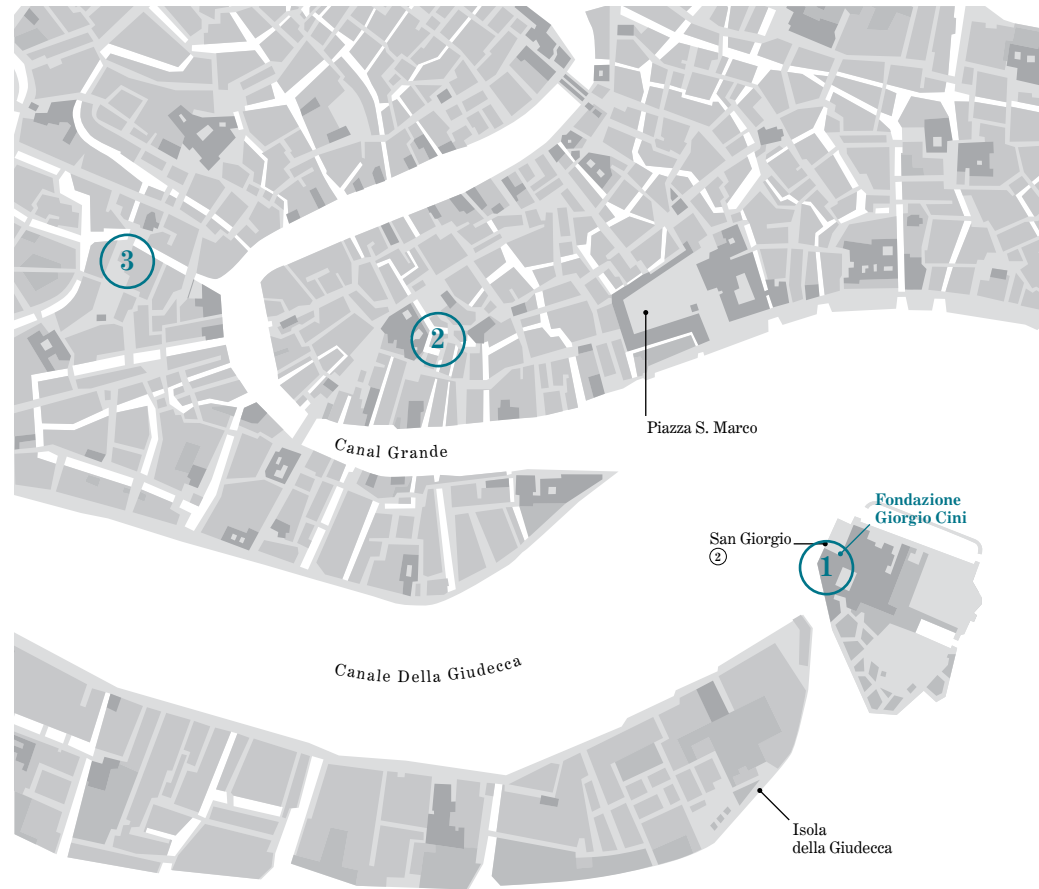 3
2
Piazza S. Marco
Canal Grande
Fondazione
Giorgio Cini
San Giorgio
2
1
Canale Della Giudecca
Isola
della Giudecca